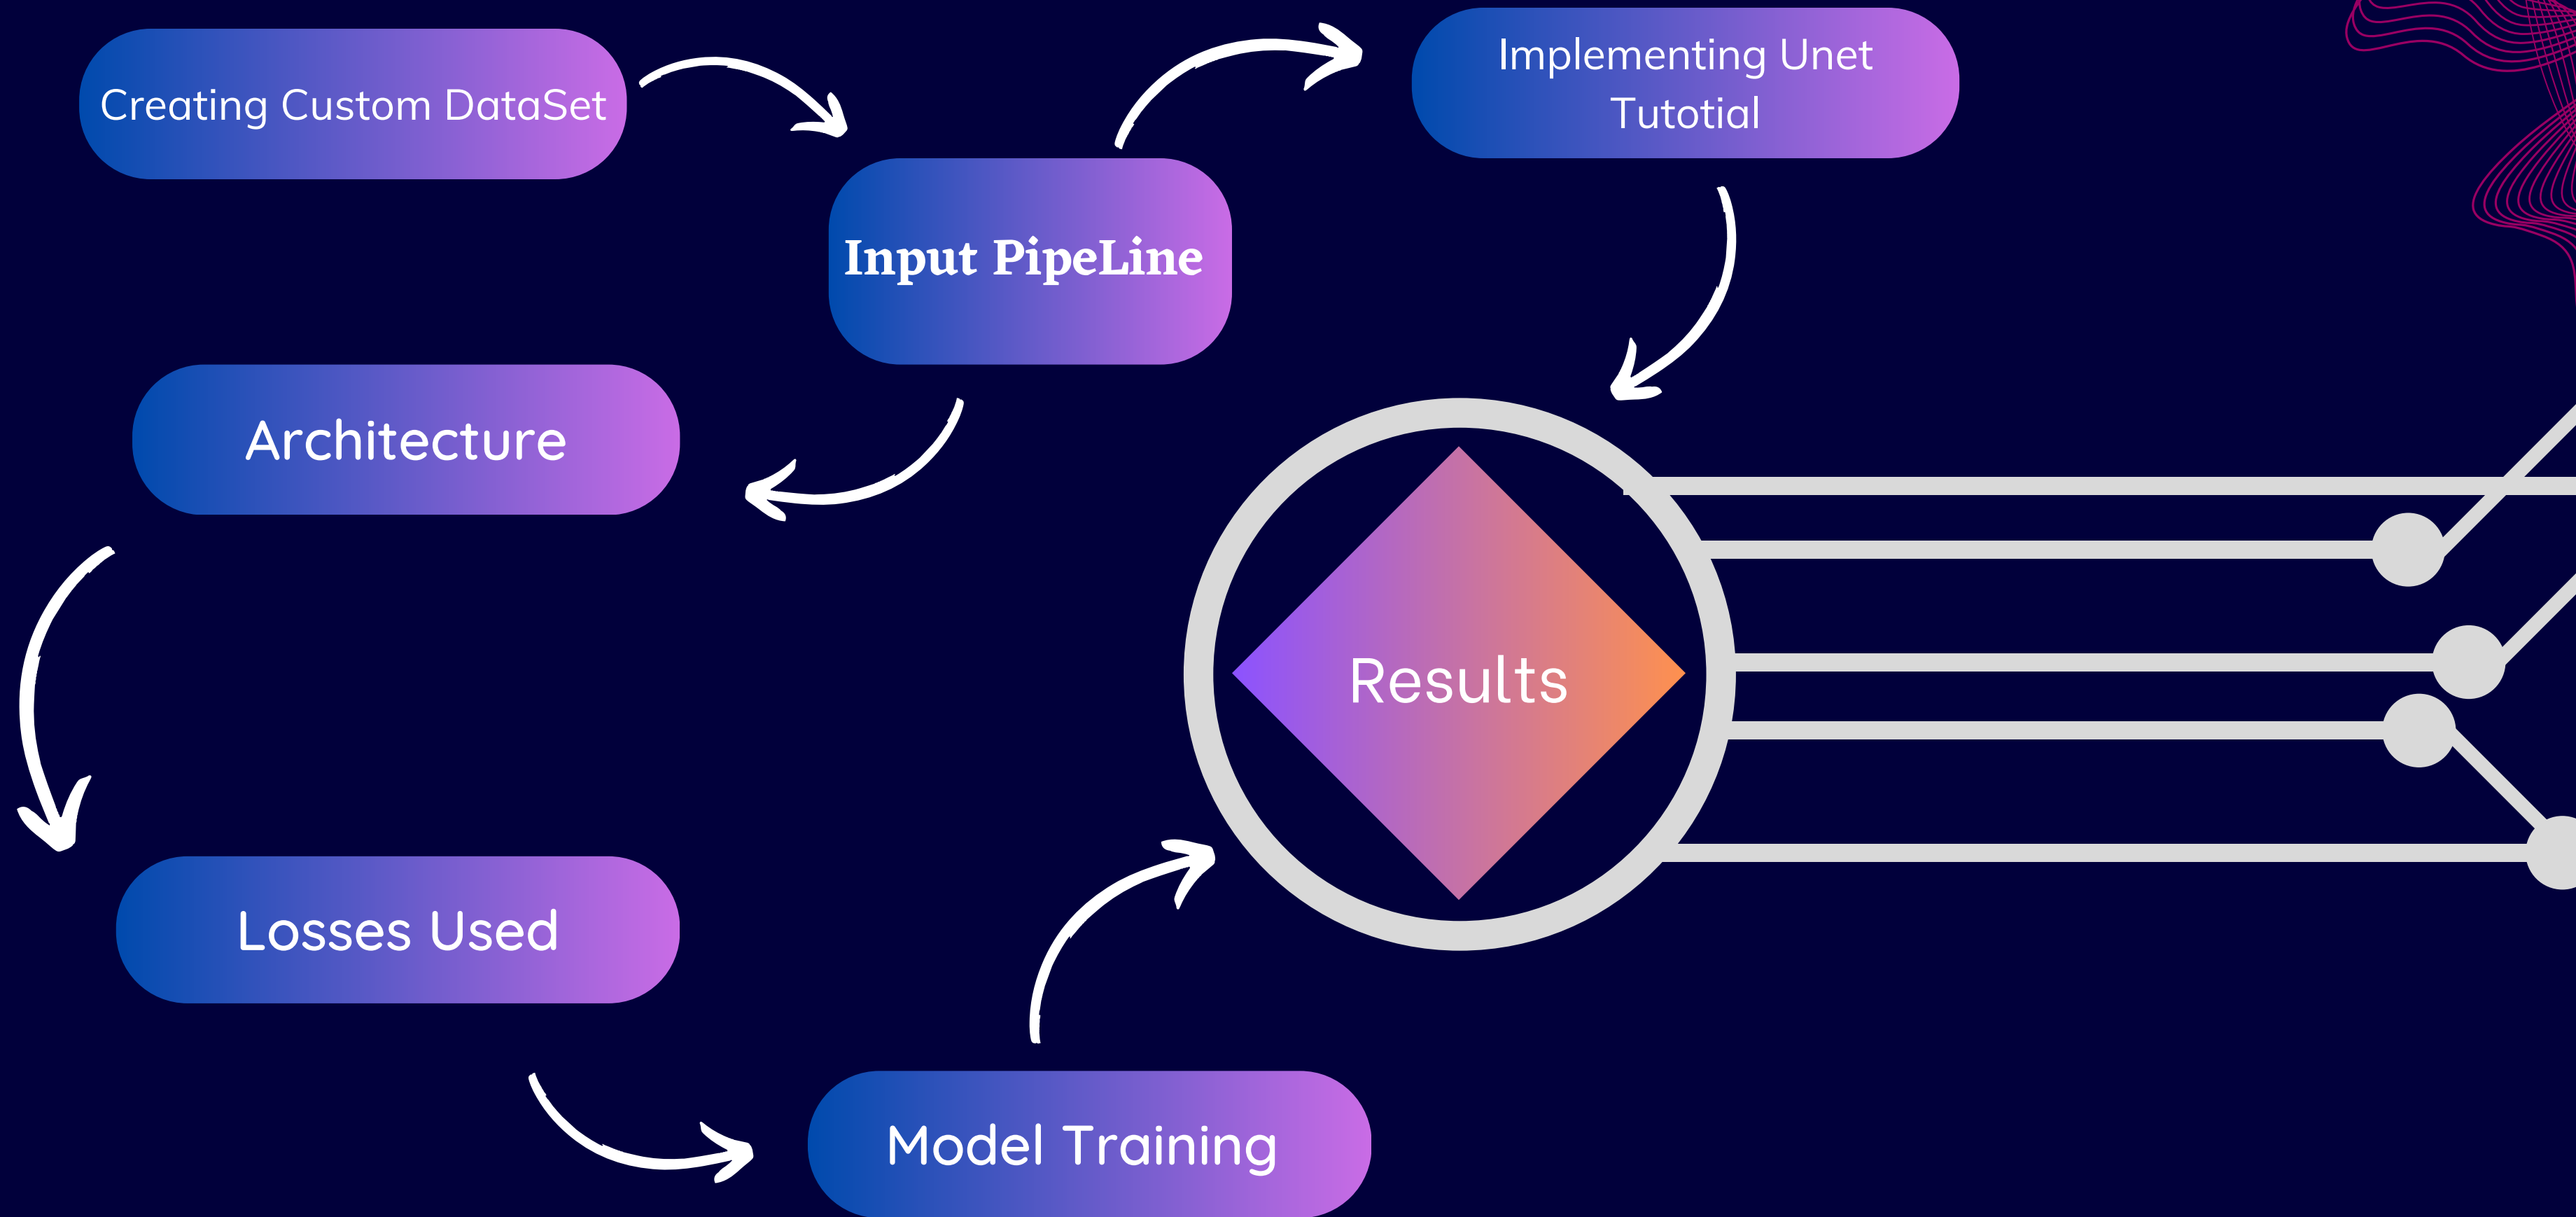 Creating Custom DataSet
Implementing Unet
Tutotial
Input PipeLine
Architecture
Results
Losses Used
Model Training